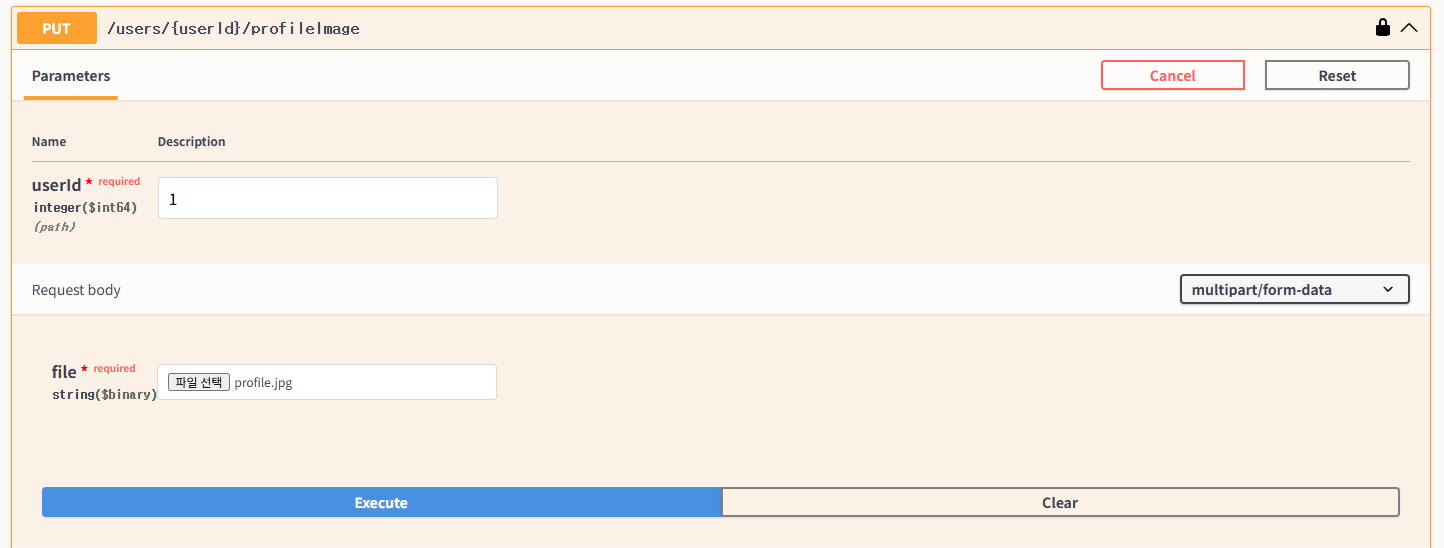 PUT /users/{userId}/profileImage
Parameters Cancel Reset
Name Description
userId * required 1
integer($int64)
(path)
Request body multipart/form-data
file * required 파일 선택 profile.jpg
string($binary)
Execute Clear